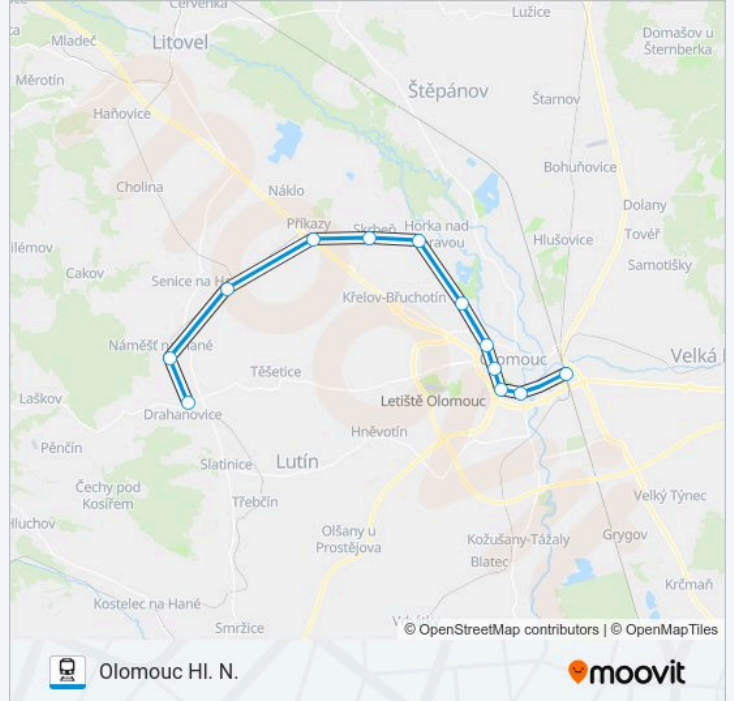 Červenka
Lužice
Mladeč
Litovel
Domašov u
Šternberka
Měrotín
Štěpánov
Štarnov
Haňovice
Bohuňovice
Cholina
Náklo
Dolany
Příkazy
Skrbeň
Horka nad
Moravou
Tovéř
Hlušovice
Samotišky
Cakov
Senice na Ha
Křelov-Břuchotín
Náměšť na Hané
Olomouc
Velká
Těšetice
Laškov
Letiště Olomouc
Drahanovice
Hněvotín
Pěnčín
Slatinice
Lutín
Čechy pod
Kosířem
Třebčín
Velký Týnec
Olšany u
Prostějova
Kožušany-Tážaly
Grygov
Blatec
Krčmaň
Kostelec na Hané
Smržice
© OpenStreetMap contributors | © OpenMapTiles
Olomouc Hl. N.
moovit